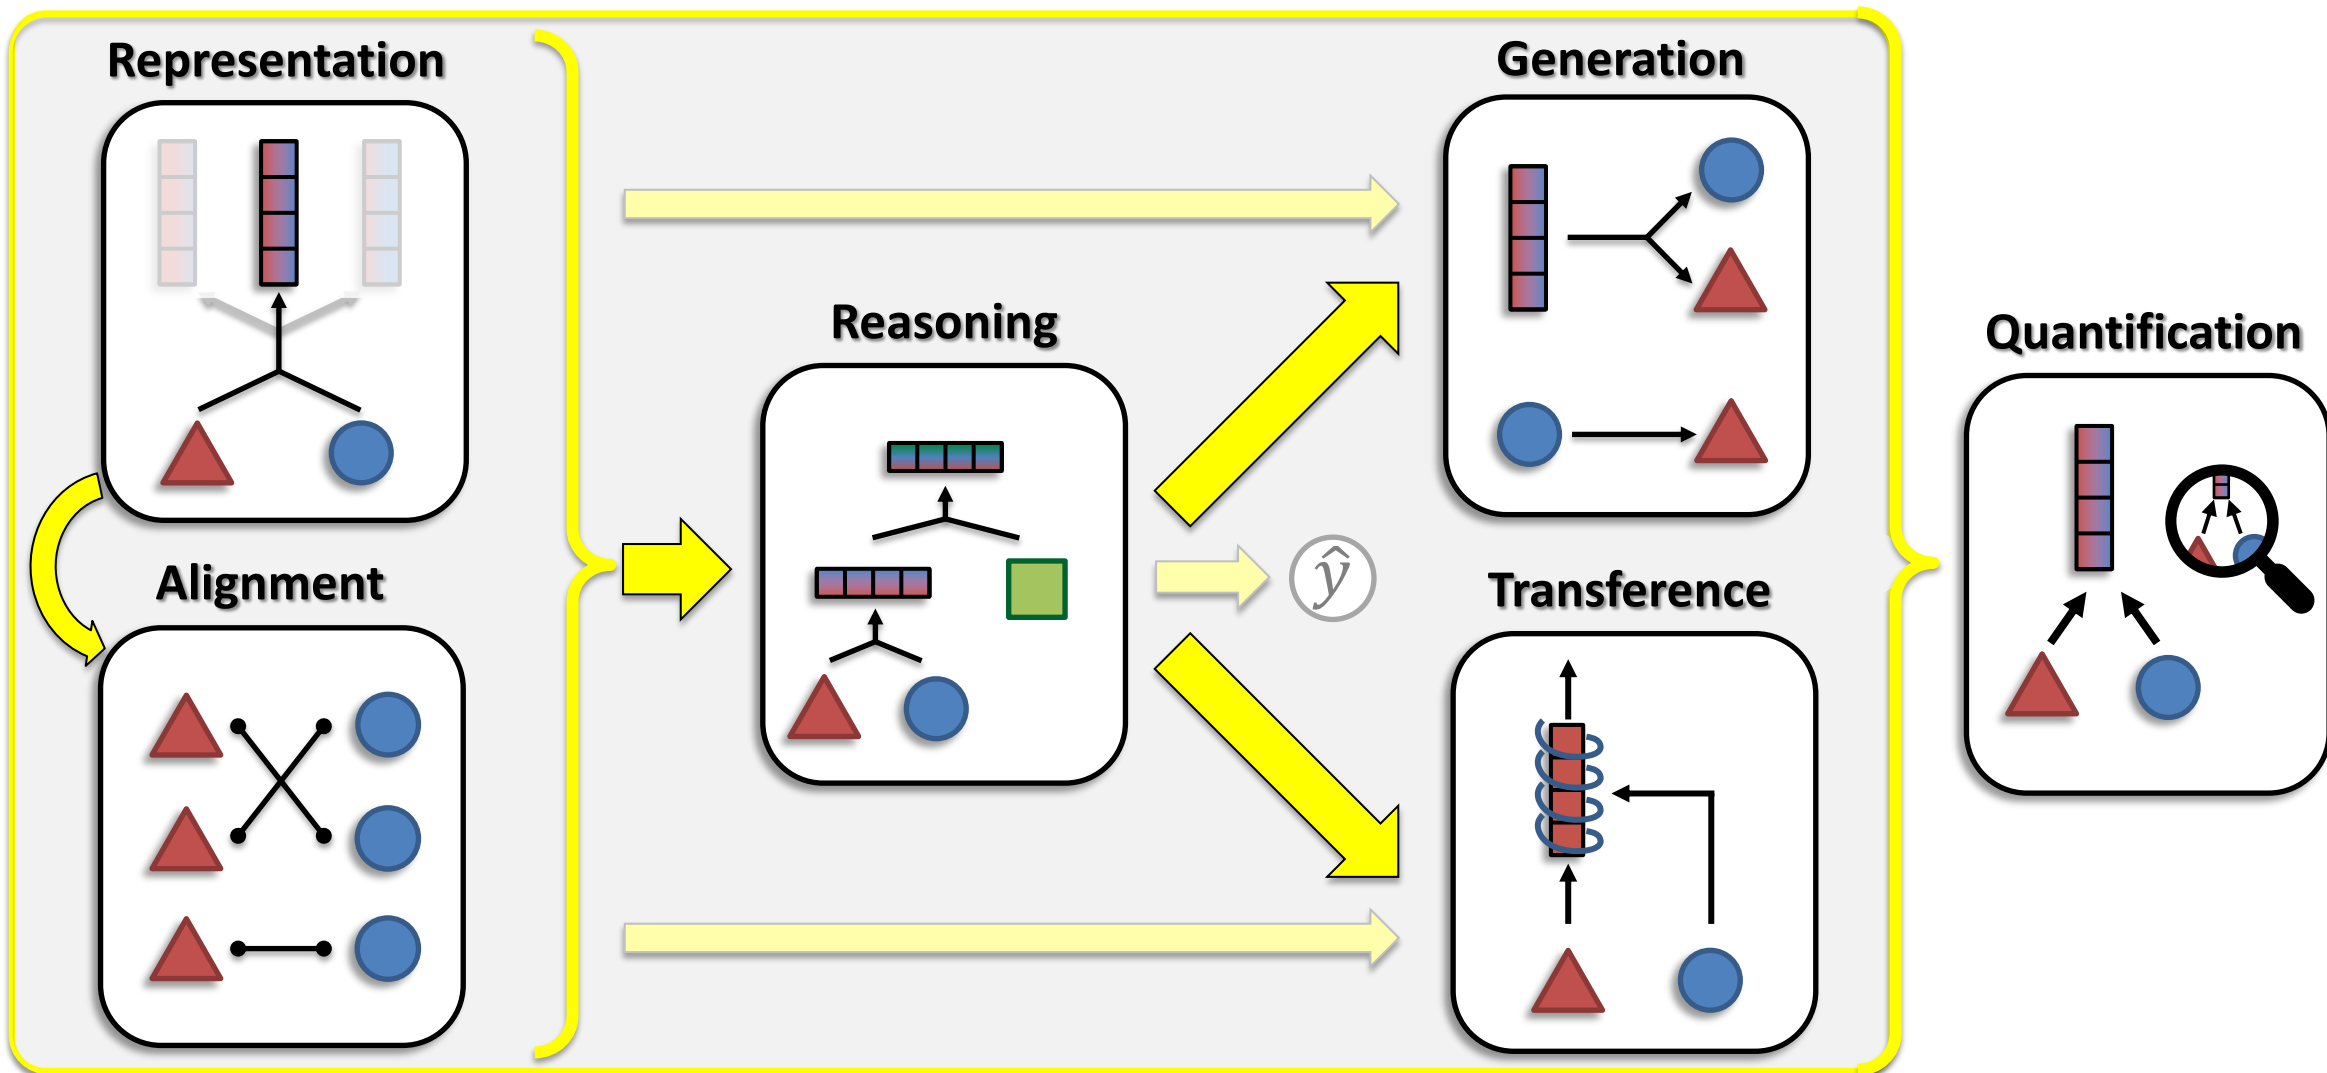 Representation
Alignment
Reasoning
Generation
ŷ
Transference
Quantification